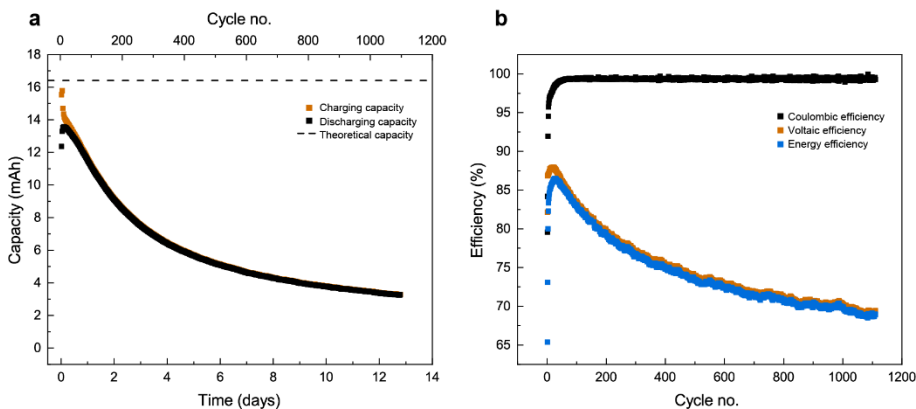 a
Cycle no.
0 200 400 600 800 1000 1200
18
16
14
12
10
8
6
4
2
0
Capacity (mAh)
Charging capacity
Discharging capacity
Theoretical capacity
0 2 4 6 8 10 12 14
Time (days)
b
100
95
90
85
80
75
70
65
Efficiency (%)
Coulombic efficiency
Voltaic efficiency
Energy efficiency
0 200 400 600 800 1000 1200
Cycle no.